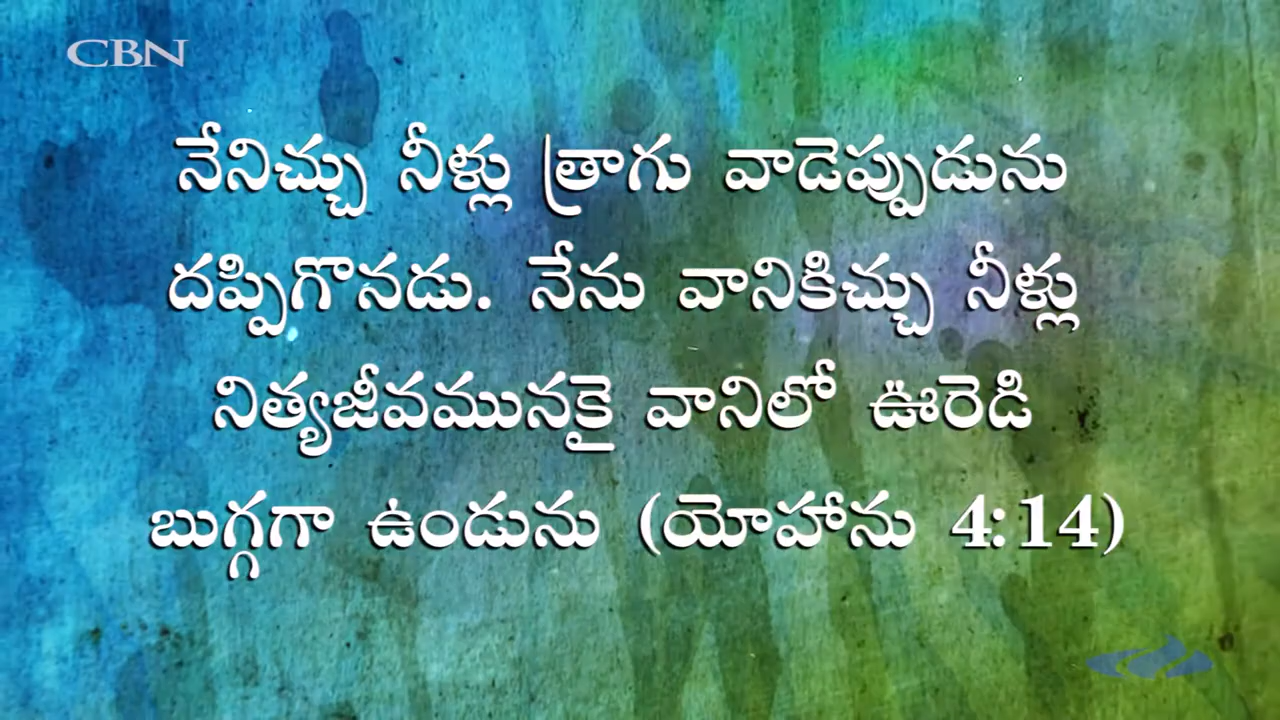 CBN
నేనిచ్చు నీళ్లు త్రాగు వాడెప్పుడును
దప్పిగొనడు. నేను వానికిచ్చు నీళ్లు
నిత్యజీవమునకై వానిలో ఊరెడి
బుగ్గగా ఉండును (యోహాను 4:14)